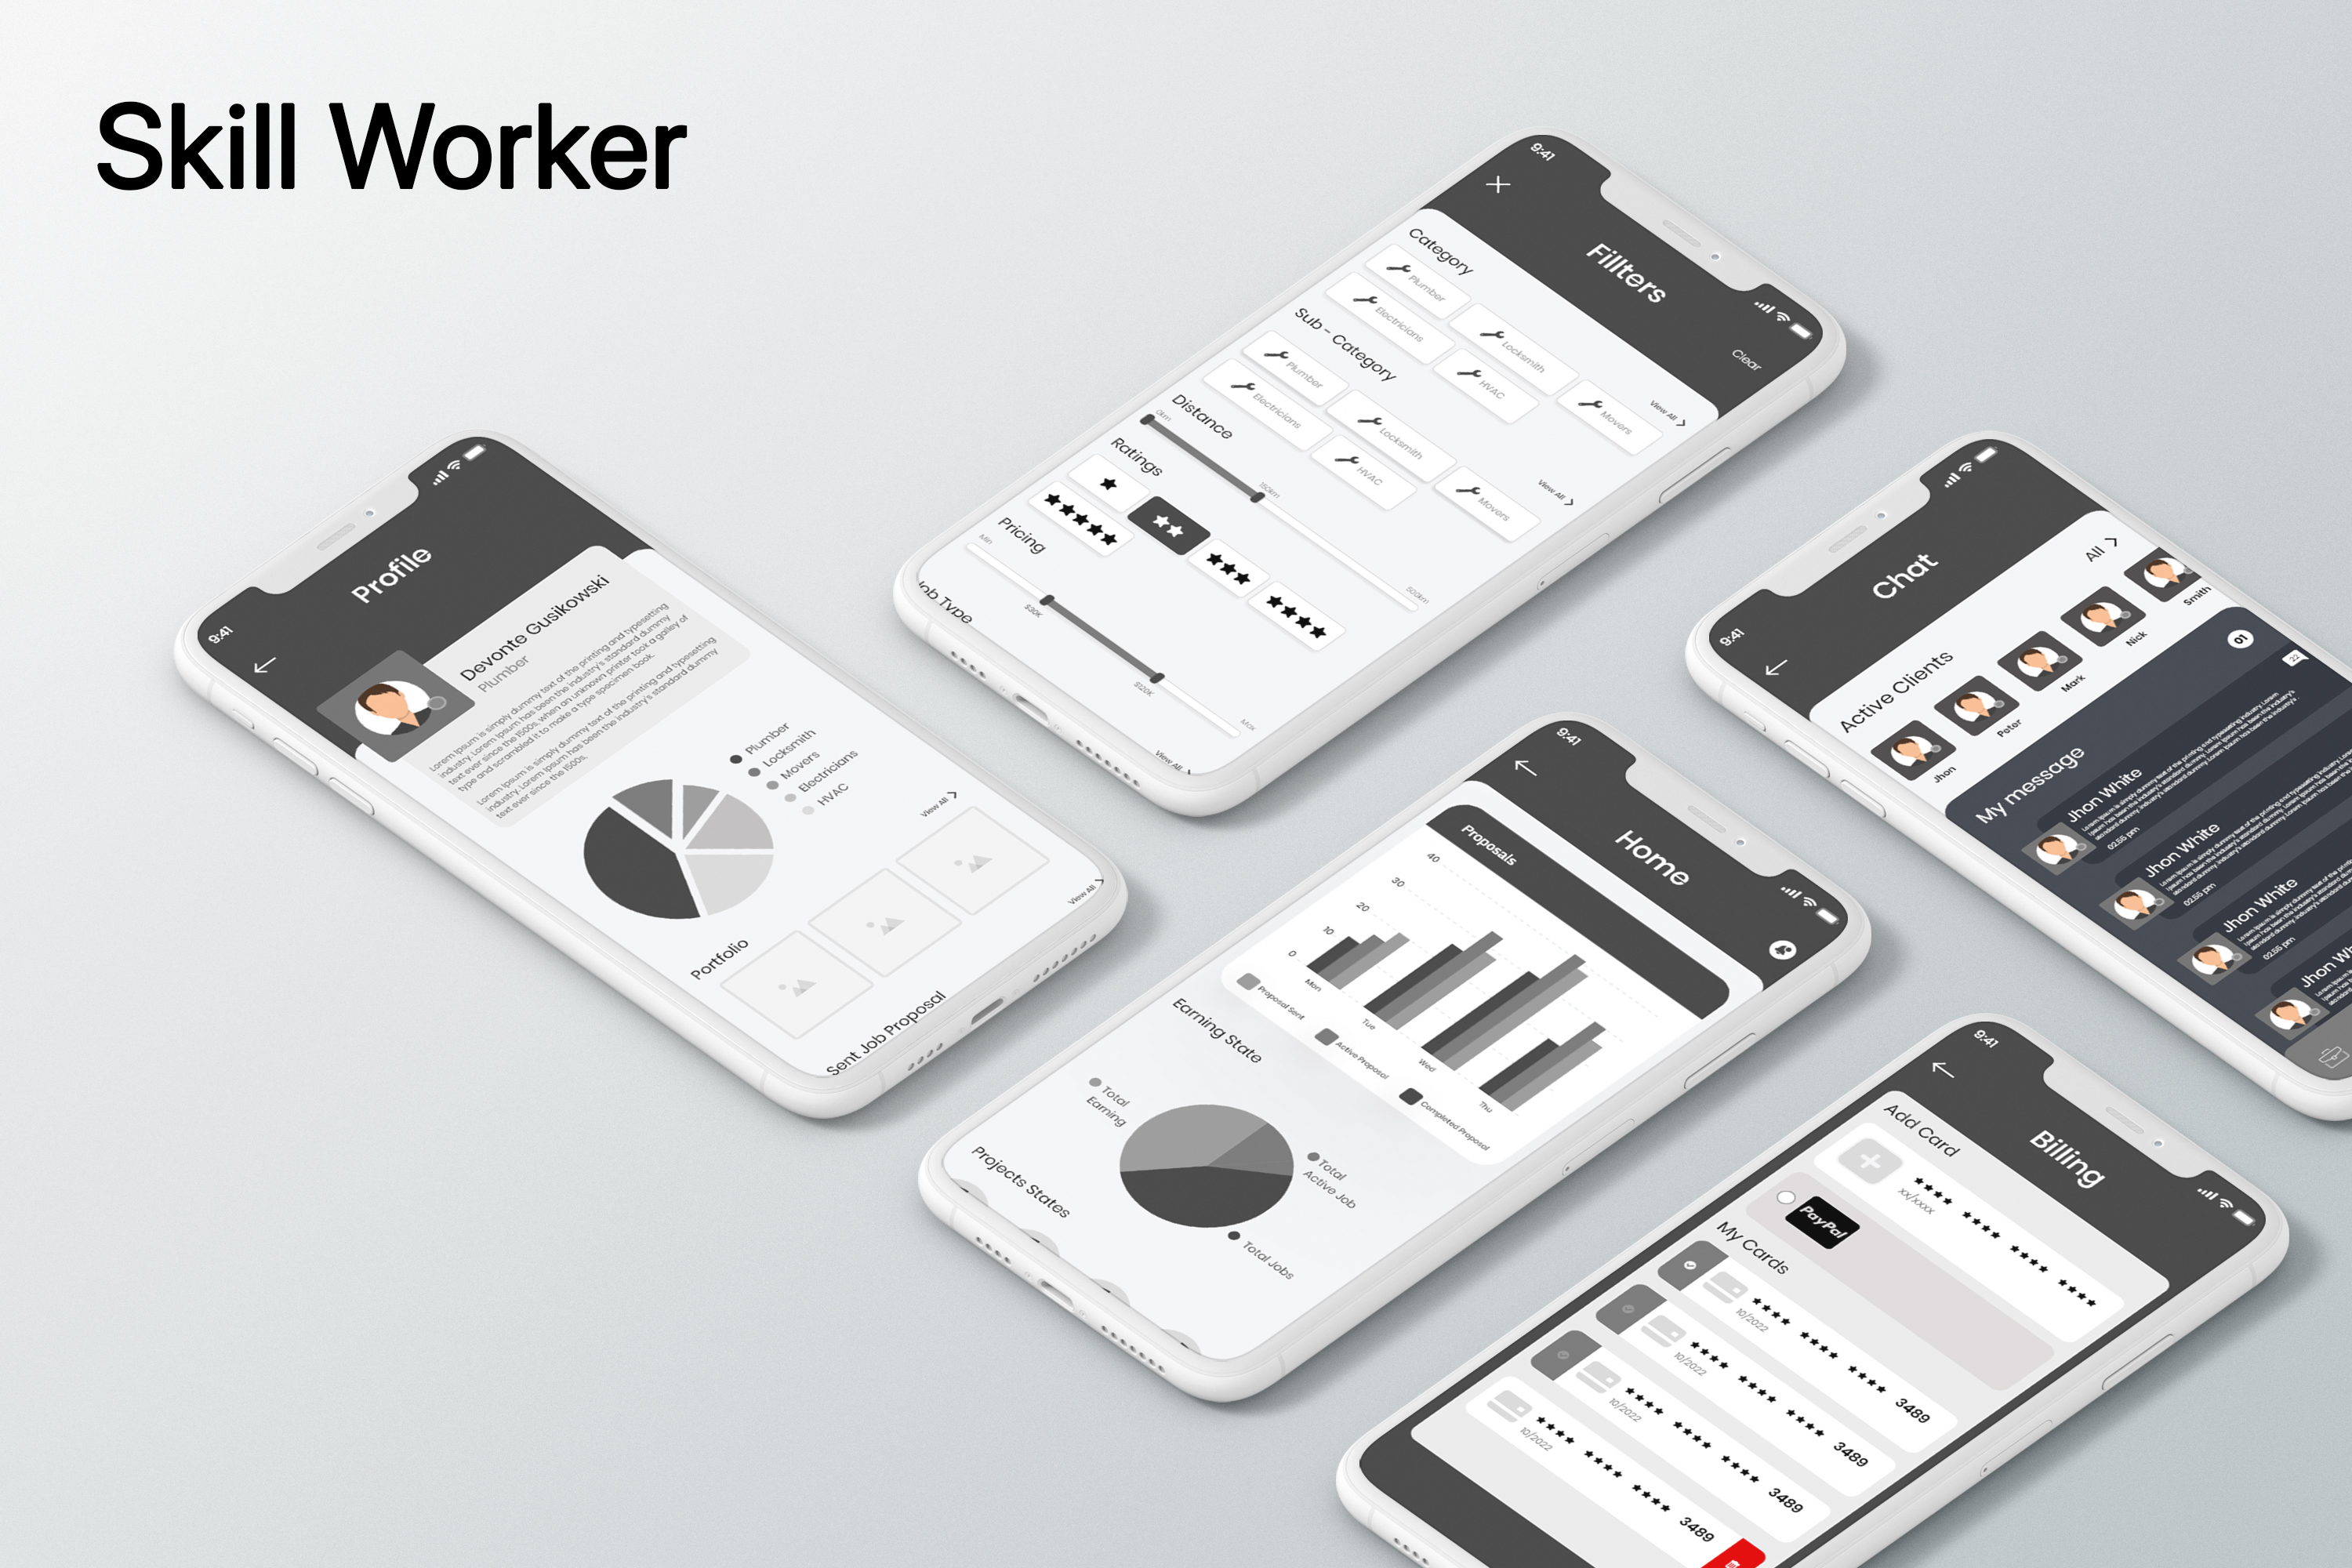 Skill Worker
9:41
Profile
Devonte Gusikowski
Plumber
Lorem Ipsum is simply dummy text of the printing and typesetting
industry. Lorem Ipsum has been the industry's standard dummy
text ever since the 1500s, when an unknown printer took a galley of
type and scrambled it to make a type specimen book.
Lorem Ipsum is simply dummy text of the printing and typesetting
industry. Lorem Ipsum has been the industry's standard dummy
text ever since the 1500s.
Plumber
Locksmith
Movers
Electricians
HVAC
View All
Portfolio
View All
Sent Job Proposal
9:41
Fillters
Clear
Category
Plumber
Locksmith
Movers
Electricians
HVAC
View All
Sub - Category
Plumber
Locksmith
Movers
Electricians
HVAC
View All
Distance
0km
150km
500km
Ratings
Pricing
Min
$30K
$120K
Max
Job Type
View All
9:41
Home
Proposals
40
30
20
10
0
Mon
Tue
Wed
Thu
Proposal Sent
Active Proposal
Completed Proposal
Earning State
Total
Earning
Total
Active Job
Total Jobs
Projects States
9:41
Chat
Active Clients
All
Jhon
Peter
Mark
Nick
Smith
My message
01
22
Jhon White
02.55 pm
Jhon White
02.55 pm
Jhon White
02.55 pm
Jhon Wh
9:41
Billing
Add Card
xx/xxxx
PayPal
My Cards
3489
10/2022
3489
10/2022
3489
10/2022
3489
10/2022